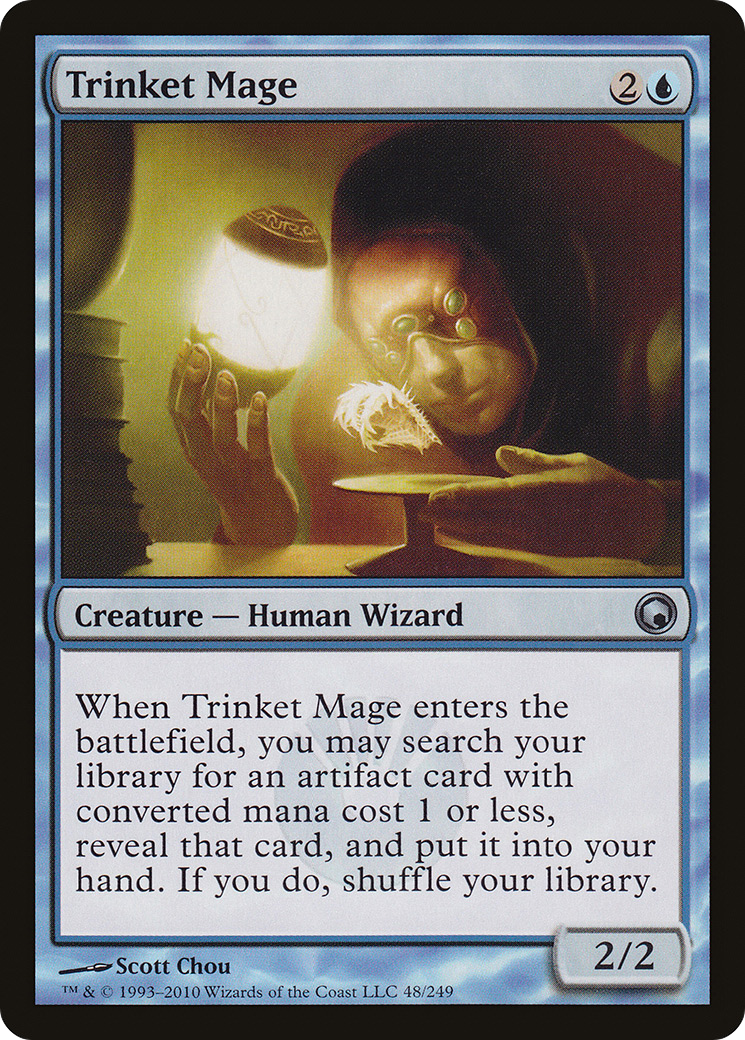 Trinket Mage 2
Creature — Human Wizard
When Trinket Mage enters the
battlefield, you may search your
library for an artifact card with
converted mana cost 1 or less,
reveal that card, and put it into your
hand. If you do, shuffle your library.
2/2
Scott Chou
™ & © 1993–2010 Wizards of the Coast LLC 48/249